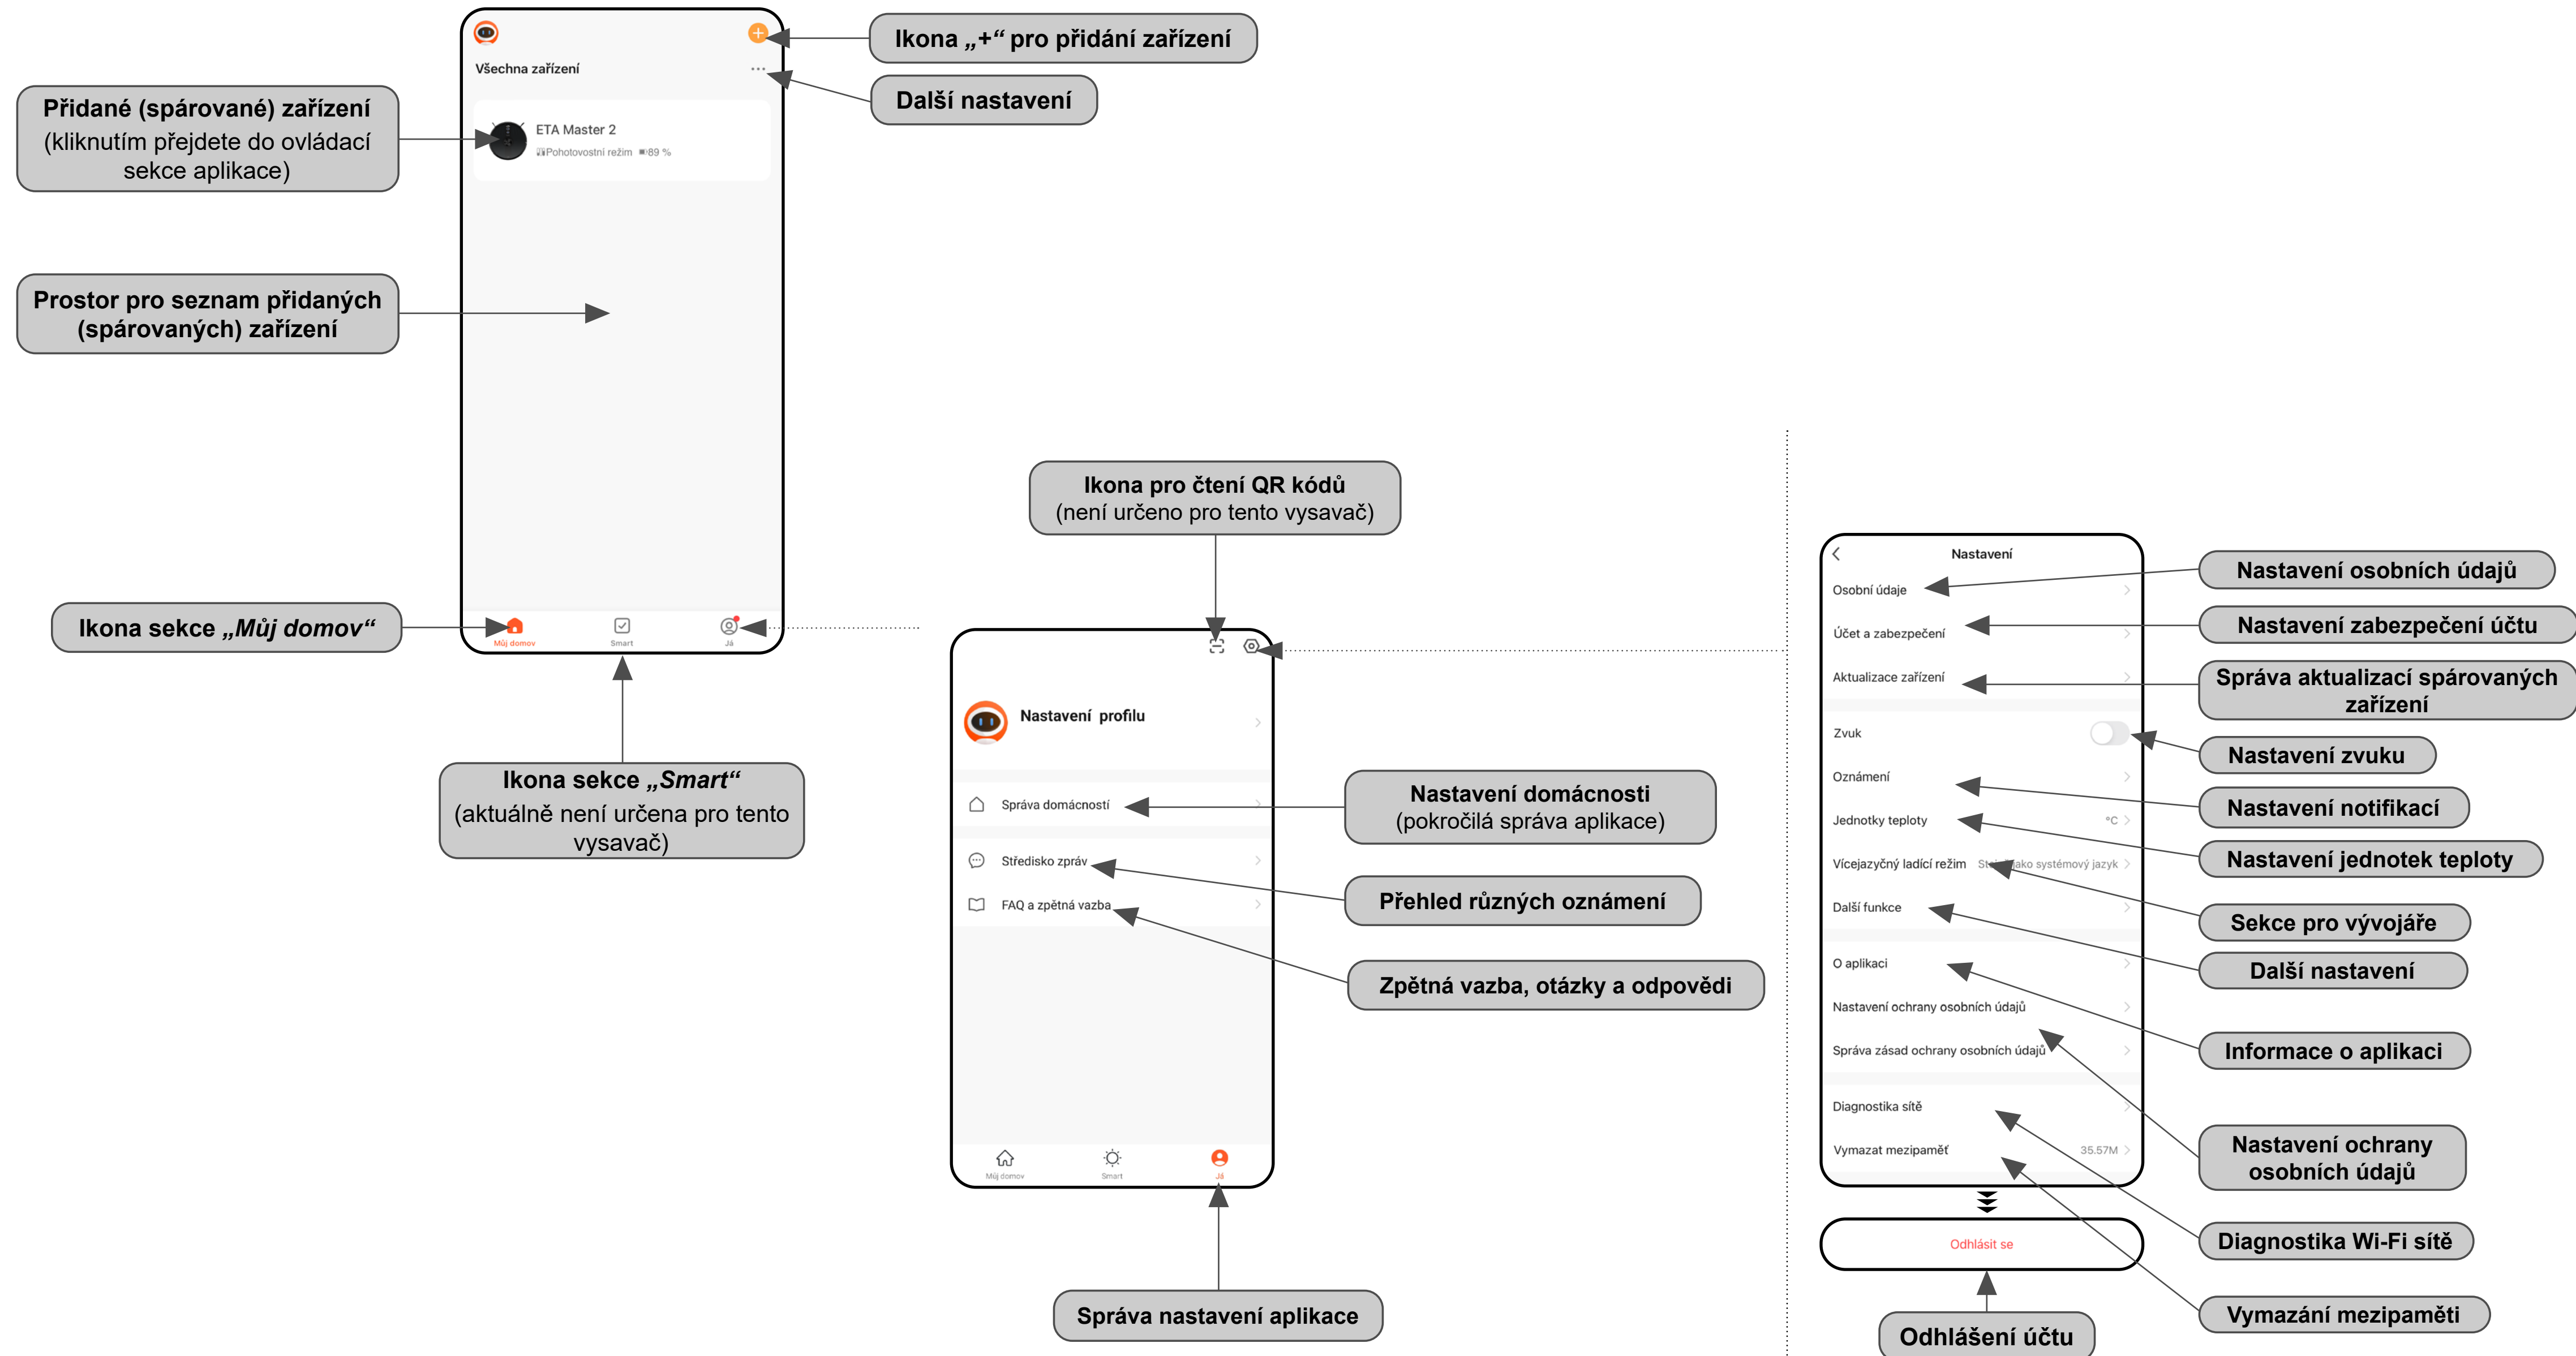 Ikona „+“ pro přidání zařízení
Všechna zařízení
Další nastavení
Přidané (spárované) zařízení
(kliknutím přejdete do ovládací
sekce aplikace)
ETA Master 2
Pohotovostní režim 89 %
Prostor pro seznam přidaných
(spárovaných) zařízení
Ikona sekce „Můj domov“
Můj domov
Smart
Já
Ikona sekce „Smart“
(aktuálně není určena pro tento
vysavač)
Ikona pro čtení QR kódů
(není určeno pro tento vysavač)
Nastavení profilu
Správa domácností
Středisko zpráv
FAQ a zpětná vazba
Můj domov
Smart
Já
Nastavení domácnosti
(pokročilá správa aplikace)
Přehled různých oznámení
Zpětná vazba, otázky a odpovědi
Správa nastavení aplikace
Nastavení
Osobní údaje
Účet a zabezpečení
Aktualizace zařízení
Zvuk
Oznámení
Jednotky teploty °C
Vícejazyčný ladící režim jako systémový jazyk
Další funkce
O aplikaci
Nastavení ochrany osobních údajů
Správa zásad ochrany osobních údajů
Diagnostika sítě
Vymazat mezipaměť 35.57M
Odhlásit se
Odhlášení účtu
Nastavení osobních údajů
Nastavení zabezpečení účtu
Správa aktualizací spárovaných
zařízení
Nastavení zvuku
Nastavení notifikací
Nastavení jednotek teploty
Sekce pro vývojáře
Další nastavení
Informace o aplikaci
Nastavení ochrany
osobních údajů
Diagnostika Wi-Fi sítě
Vymazání mezipaměti